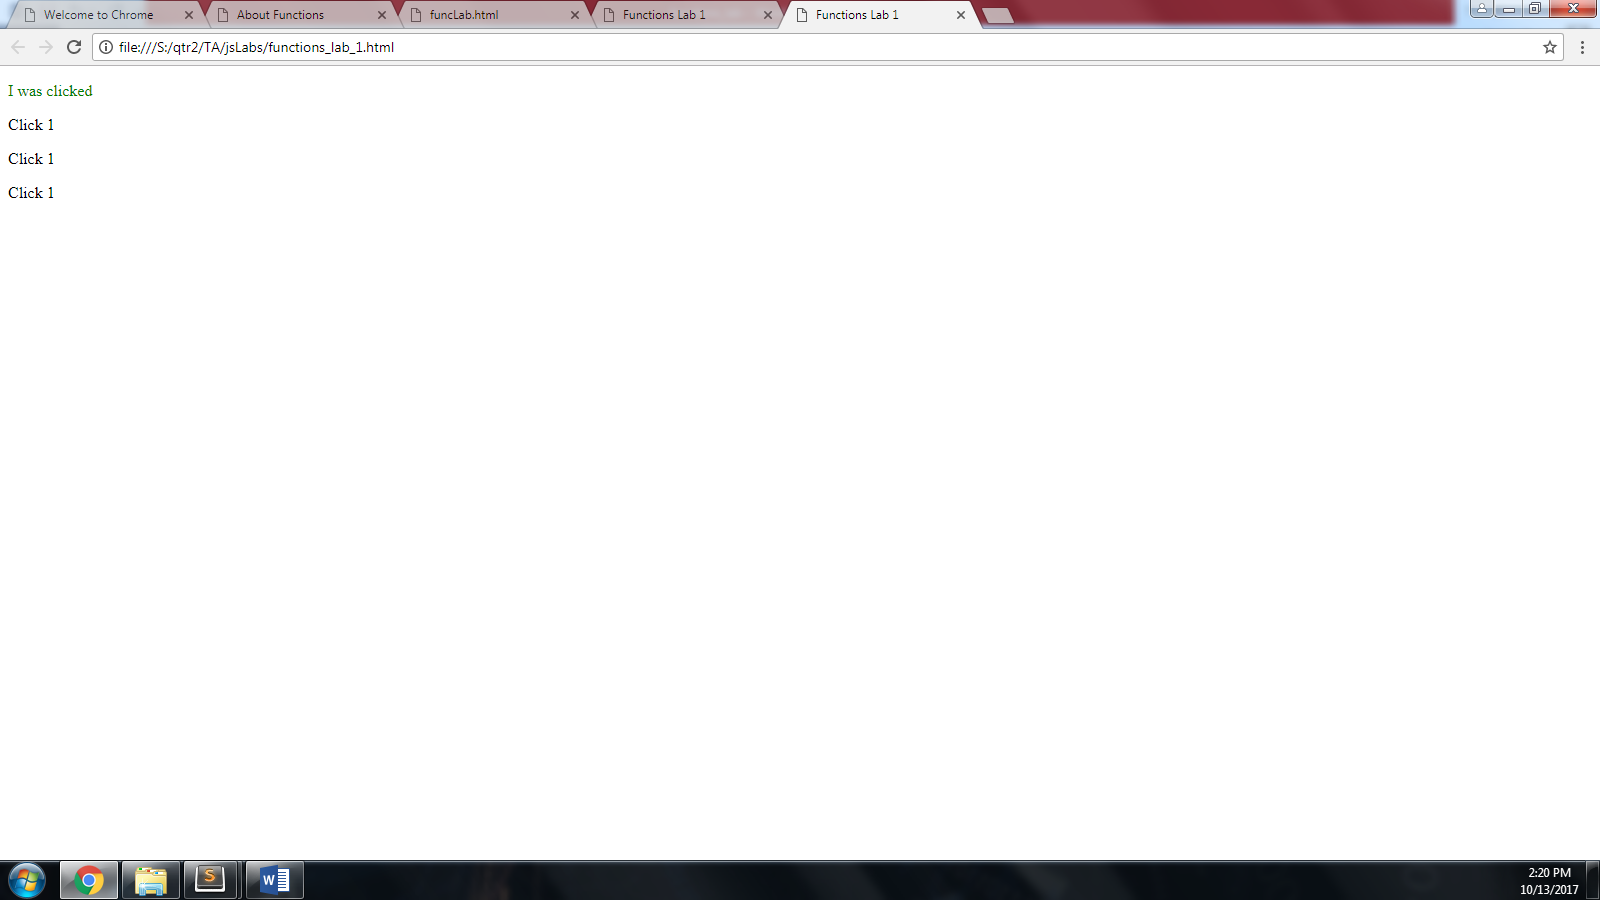 Welcome to Chrome
About Functions
funcLab.html
Functions Lab 1
Functions Lab 1
file:///S:/qtr2/TA/jsLabs/functions_lab_1.html
I was clicked
Click 1
Click 1
Click 1
S
W
2:20 PM
10/13/2017